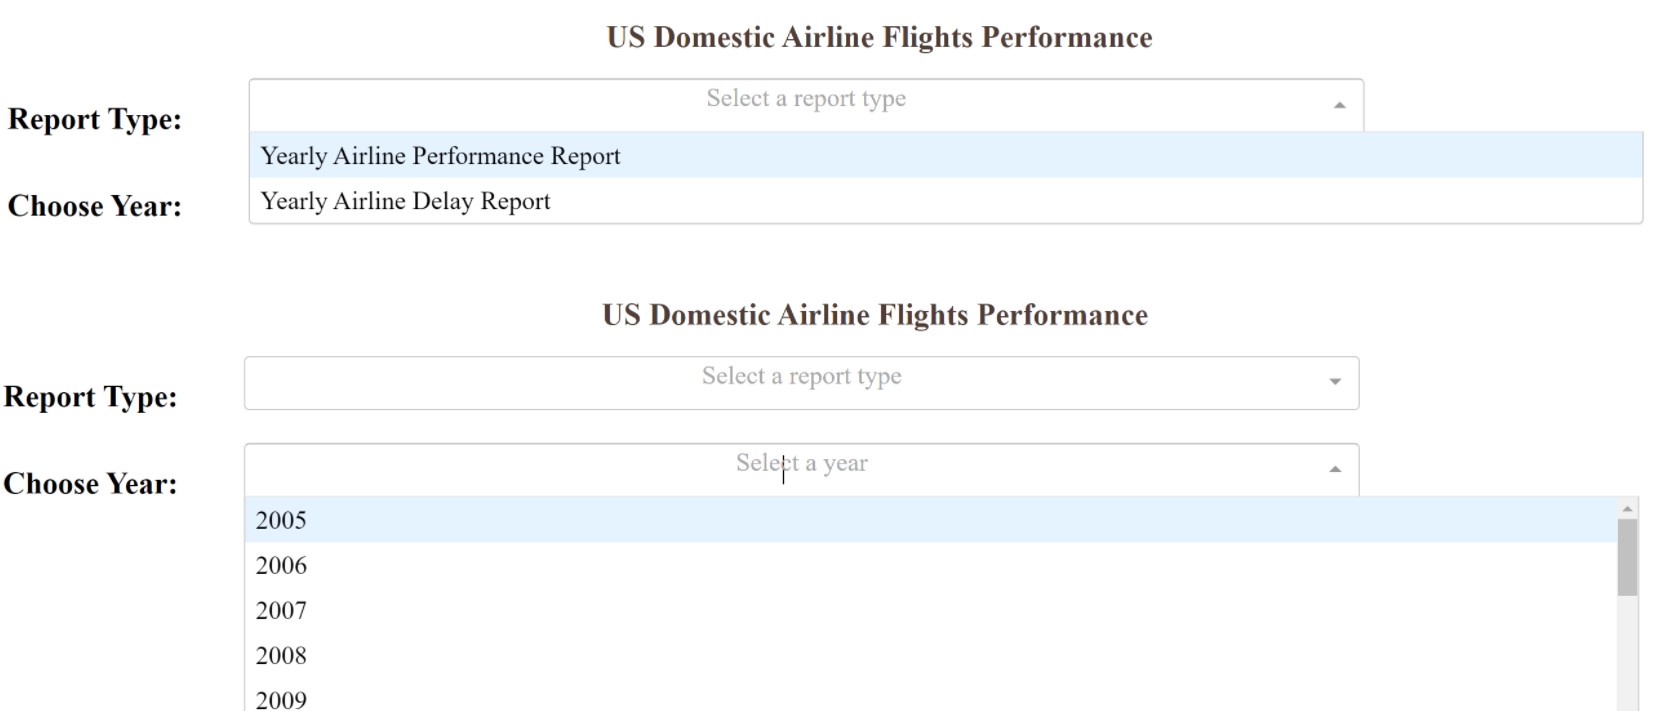 US Domestic Airline Flights Performance
Select a report type
Report Type:
Yearly Airline Performance Report
Yearly Airline Delay Report
Choose Year:
US Domestic Airline Flights Performance
Select a report type
Report Type:
Select a year
Choose Year:
2005
2006
2007
2008
2009